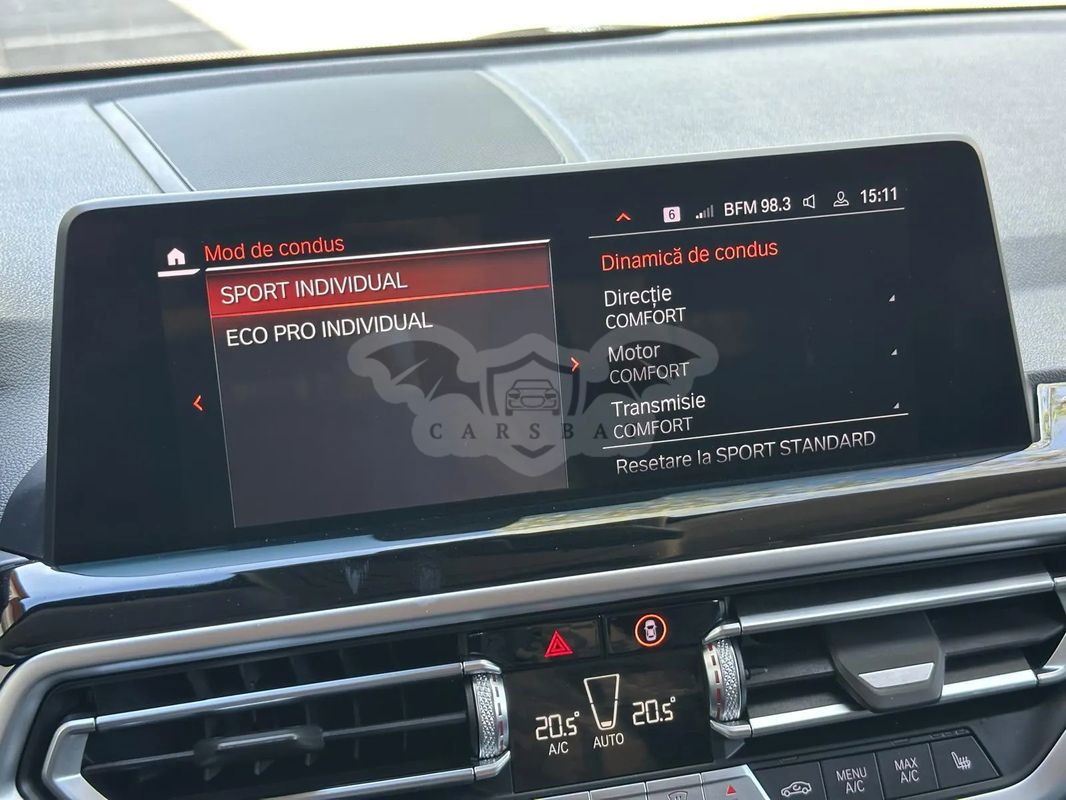 6 BFM 98.3 15:11
Mod de condus
SPORT INDIVIDUAL
ECO PRO INDIVIDUAL
Dinamică de condus
Direcție
COMFORT
Motor
COMFORT
Transmisie
COMFORT
Resetare la SPORT STANDARD
CARSBA
20.5° 20.5°
A/C AUTO
MENU
A/C
MAX
A/C